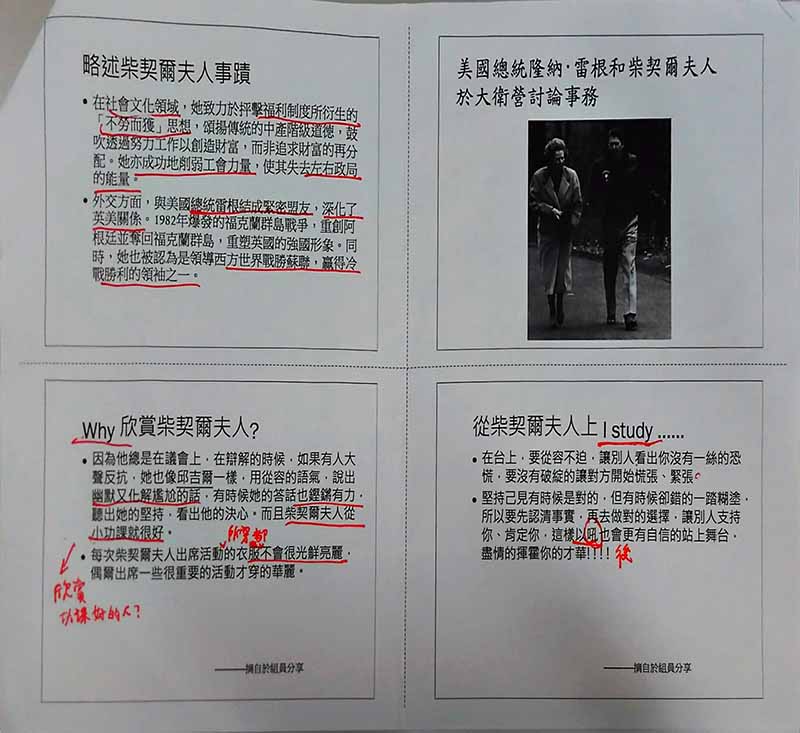 略述柴契爾夫人事蹟
• 在社會文化領域，她致力於抨擊福利制度所衍生的
「不勞而獲」思想，頌揚傳統的中產階級道德，鼓
吹透過努力工作以創造財富，而非追求財富的再分
配。她亦成功地削弱工會力量，使其失去左右政局
的能量。
• 外交方面，與美國總統雷根結成緊密盟友，深化了
英美關係。1982年爆發的福克蘭群島戰爭，重創阿
根廷並奪回福克蘭群島，重塑英國的強國形象。同
時，她也被認為是領導西方世界戰勝蘇聯，贏得冷
戰勝利的領袖之一。
美國總統隆納·雷根和柴契爾夫人
於大衛營討論事務
Why 欣賞柴契爾夫人?
• 因為他總是在議會上，在辯解的時候，如果有人大
聲反抗，她也像邱吉爾一樣，用從容的語氣，說出
幽默又化解尷尬的話，有時候她的答話也鏗鏘有力，
聽出她的堅持，看出他的決心。而且柴契爾夫人從
小功課就很好。
所穿都
• 每次柴契爾夫人出席活動的衣服不會很光鮮亮麗，
偶爾出席一些很重要的活動才穿的華麗。
欣賞
功課好的人?
———摘自於組員分享
從柴契爾夫人上 I study ......
• 在台上，要從容不迫，讓別人看出你沒有一絲的恐
慌，要沒有破綻的讓對方開始慌張、緊張。
• 堅持己見有時候是對的，但有時候卻錯的一踏糊塗，
所以要先認清事實，再去做對的選擇，讓別人支持
你、肯定你，這樣以吼也會更有自信的站上舞台，
盡情的揮霍你的才華!!!! 後
———摘自於組員分享